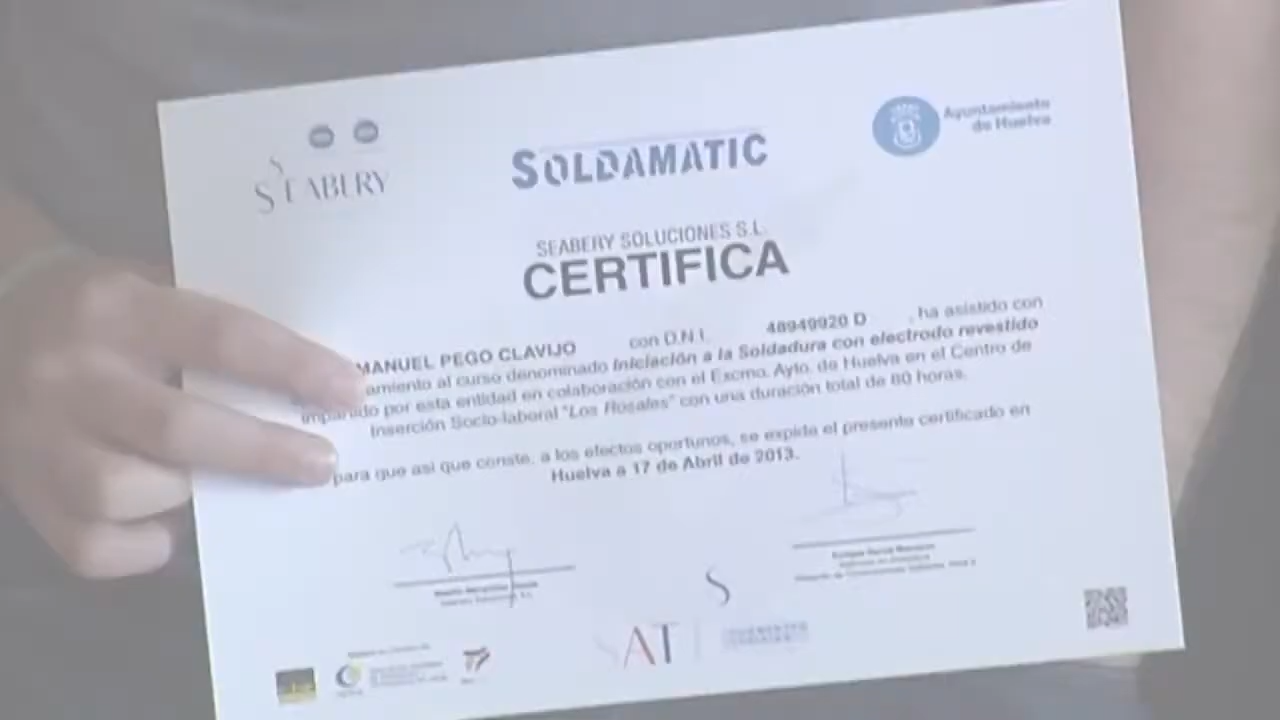 SEABERY
SOLDAMATIC
Ayuntamiento
de Huelva
SEABERY SOLUCIONES S.L.
CERTIFICA
MANUEL PEGO CLAVIJO con D.N.I. 48949920 D , ha asistido con
amiento al curso denominado Iniciación a la Soldadura con electrodo revestido
por esta entidad en colaboración con el Excmo. Ayto. de Huelva en el Centro de
Inserción Socio-laboral "Los Rosales" con una duración total de 80 horas.
para que así que conste, a los efectos oportunos, se expide el presente certificado en
Huelva a 17 de Abril de 2013.
S
AT